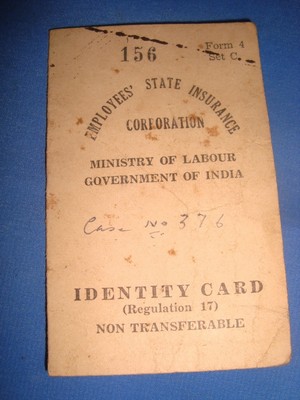 156
Form 4
Set C.
EMPLOYEES' STATE INSURANCE
CORPORATION
MINISTRY OF LABOUR
GOVERNMENT OF INDIA
Case No 376
IDENTITY CARD
(Regulation 17)
NON TRANSFERABLE